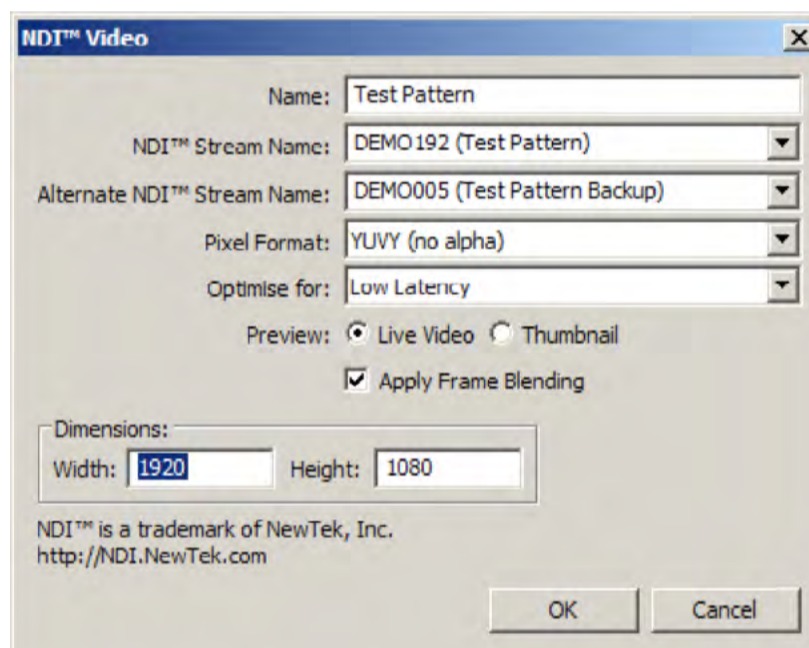 NDI™ Video
Name: Test Pattern
NDI™ Stream Name: DEMO192 (Test Pattern)
Alternate NDI™ Stream Name: DEMO005 (Test Pattern Backup)
Pixel Format: YUVY (no alpha)
Optimise for: Low Latency
Preview: Live Video Thumbnail
Apply Frame Blending
Dimensions:
Width: 1920 Height: 1080
NDI™ is a trademark of NewTek, Inc.
http://NDI.NewTek.com
OK Cancel